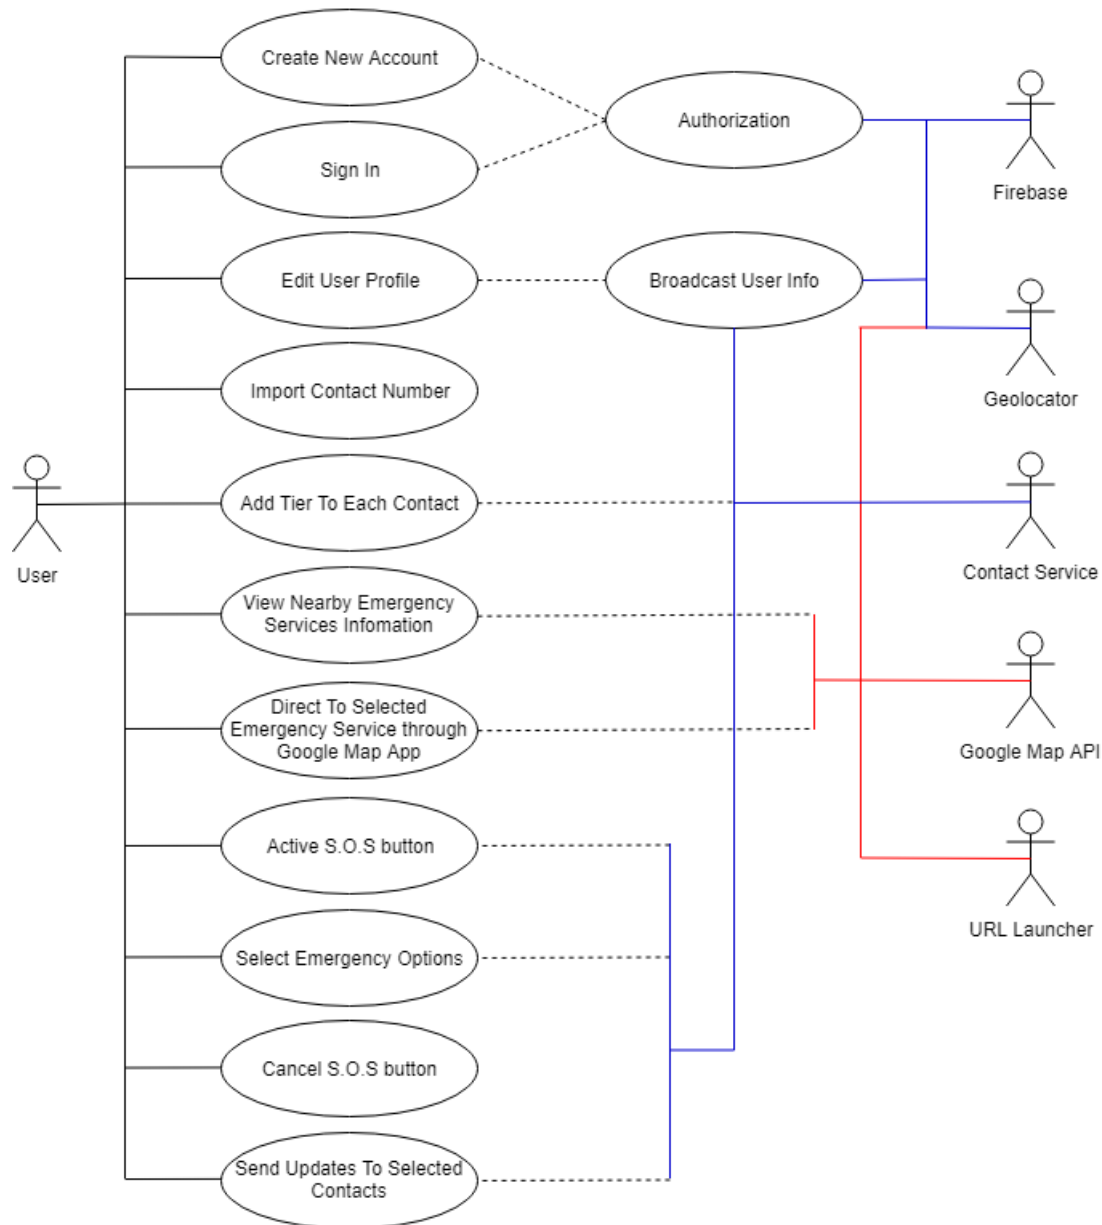 Create New Account
Authorization
Firebase
Sign In
Edit User Profile
Broadcast User Info
Geolocator
Import Contact Number
User
Add Tier To Each Contact
Contact Service
View Nearby Emergency
Services Infomation
Direct To Selected
Emergency Service through
Google Map App
Google Map API
Active S.O.S button
URL Launcher
Select Emergency Options
Cancel S.O.S button
Send Updates To Selected
Contacts